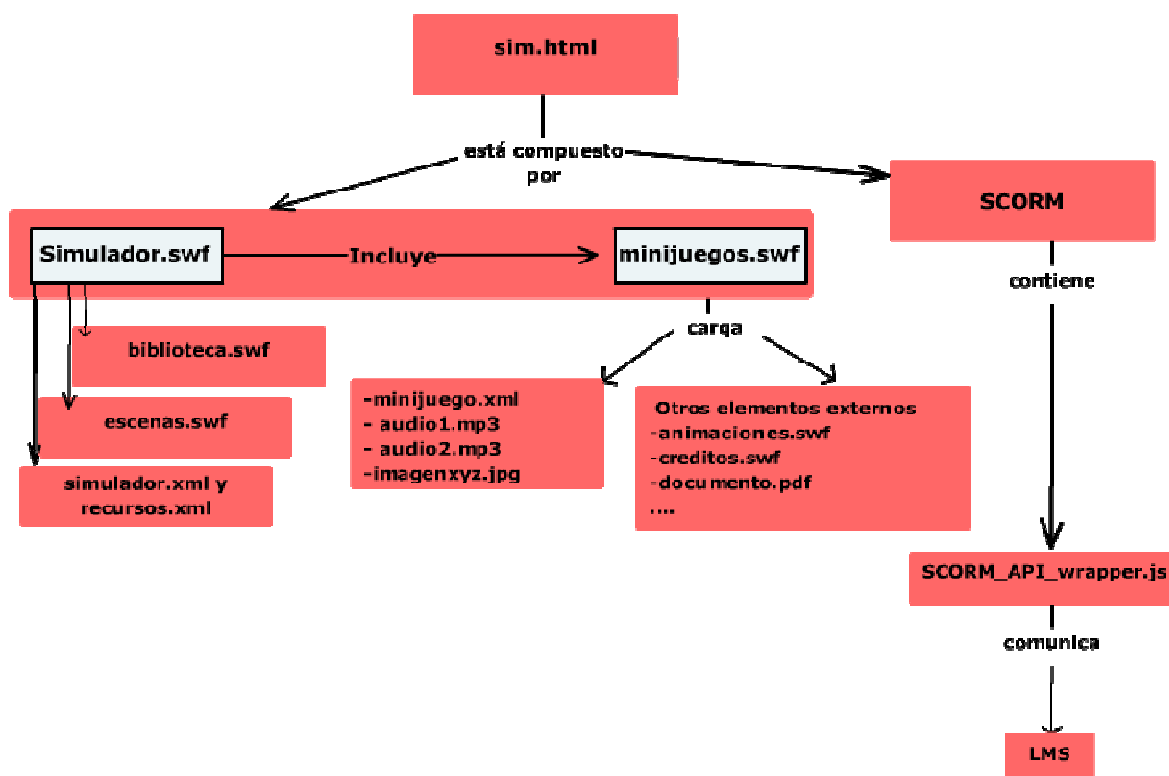 sim.html
está compuesto
por
SCORM
Simulador.swf
Incluye
minijuegos.swf
contiene
carga
biblioteca.swf
-minijuego.xml
- audio1.mp3
- audio2.mp3
-imagenxyz.jpg
Otros elementos externos
-animaciones.swf
-creditos.swf
-documento.pdf
....
escenas.swf
simulador.xml y
recursos.xml
SCORM_API_wrapper.js
comunica
LMS